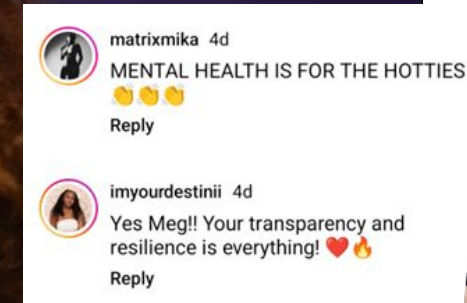 matrixmika 4d
MENTAL HEALTH IS FOR THE HOTTIES
👏👏👏
Reply
imyourdestinii 4d
Yes Meg!! Your transparency and
resilience is everything! ❤️🔥
Reply